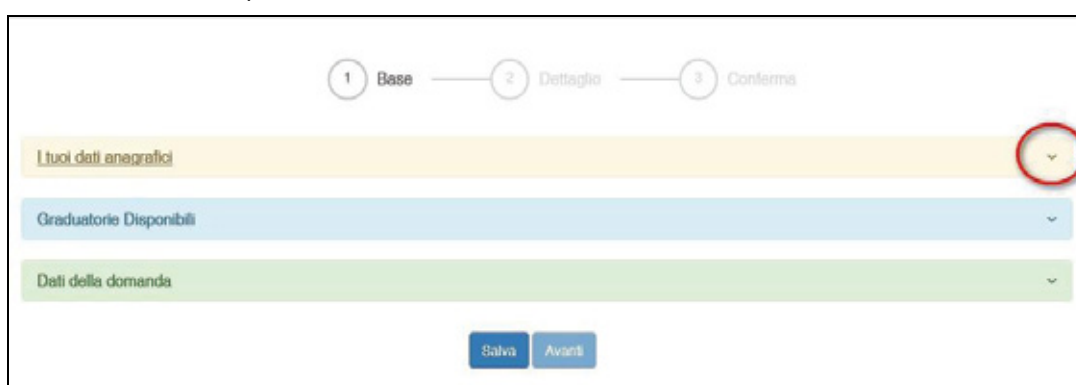 1 Base 2 Dettaglio 3 Conferma
I tuoi dati anagrafici
Graduatorie Disponibili
Dati della domanda
Salva Avanti